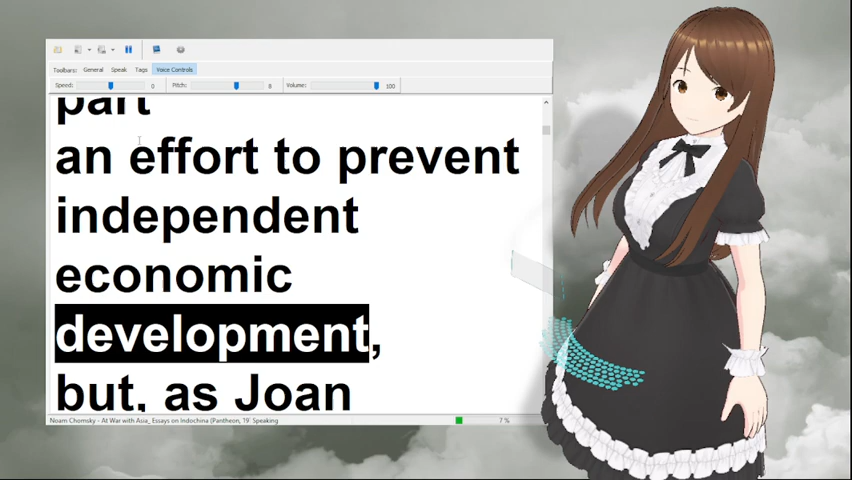 Toolbars: General Speak Tags Voice Controls
Speed: 0 Pitch: 8 Volume: 100
part
an effort to prevent
independent
economic
development,
but, as Joan
Noam Chomsky - At War with Asia_ Essays on Indochina (Pantheon, 19 Speaking 7 %